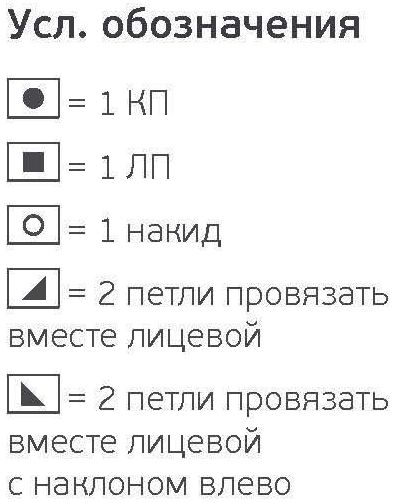 Усл. обозначения
= 1 КП
= 1 ЛП
= 1 накид
= 2 петли провязать
вместе лицевой
= 2 петли провязать
вместе лицевой
с наклоном влево